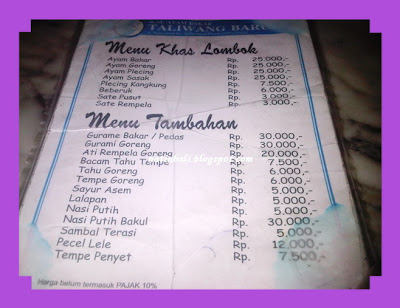 TALIWANG BARU
Menu Khas Lombok
Ayam Bakar Rp. 25.000,-
Ayam Goreng Rp. 25.000,-
Ayam Plecing Rp. 25.000,-
Ayam Sasak Rp. 25.000,-
Plecing Kangkung Rp. 7.500,-
Beberuk Rp. 6.000,-
Sate Pusut Rp. 3.000,-
Sate Rempela Rp. 3.000,-
Menu Tambahan
Gurame Bakar / Pedas Rp. 30.000,-
Gurami Goreng Rp. 30.000,-
Ati Rempela Goreng Rp. 20.000,-
Bacam Tahu Tempe Rp. 7.500,-
Tahu Goreng Rp. 6.000,-
Tempe Goreng Rp. 6.000,-
Sayur Asem Rp. 5.000,-
Lalapan Rp. 5.000,-
Nasi Putih Rp. 5.000,-
Nasi Putih Bakul Rp. 30.000,-
Sambal Terasi Rp. 5.000,-
Pecel Lele Rp. 12.000,-
Tempe Penyet Rp. 7.500,-
Harga belum termasuk PAJAK 10%